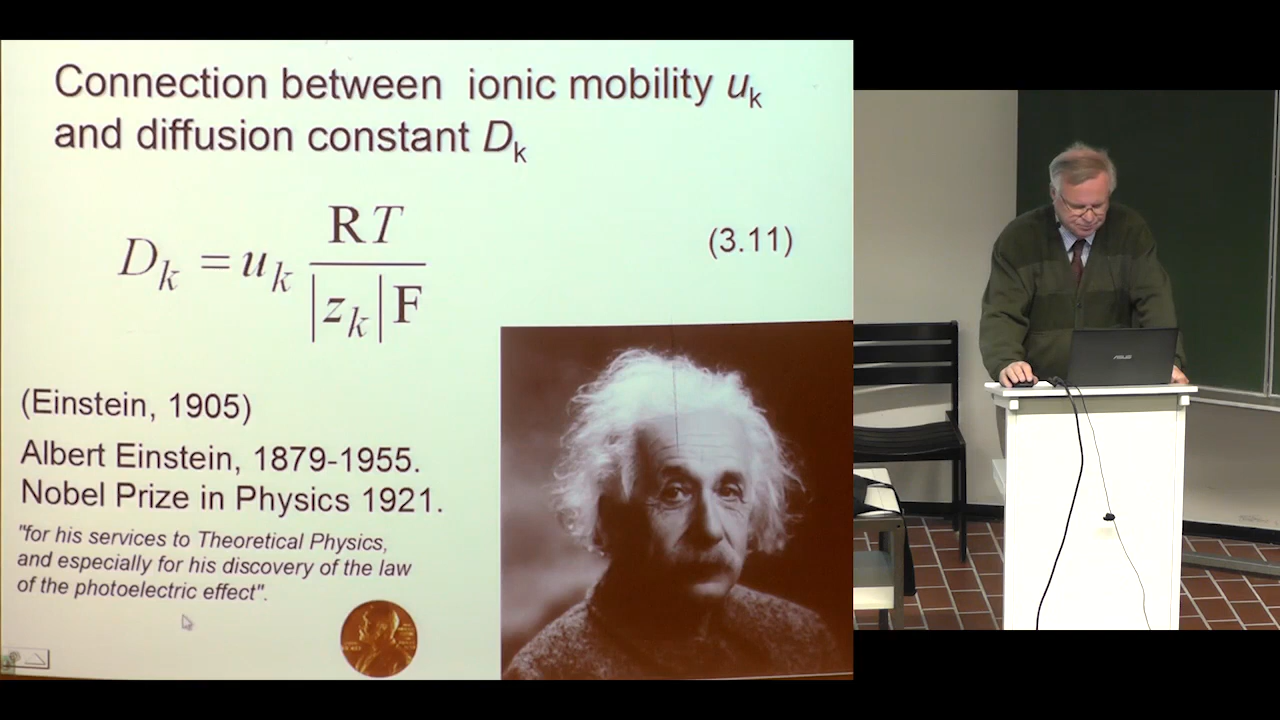 Connection between ionic mobility uk
and diffusion constant Dk
Dk = uk RT / |zk| F
(3.11)
(Einstein, 1905)
Albert Einstein, 1879-1955.
Nobel Prize in Physics 1921.
"for his services to Theoretical Physics,
and especially for his discovery of the law
of the photoelectric effect".
ASUS